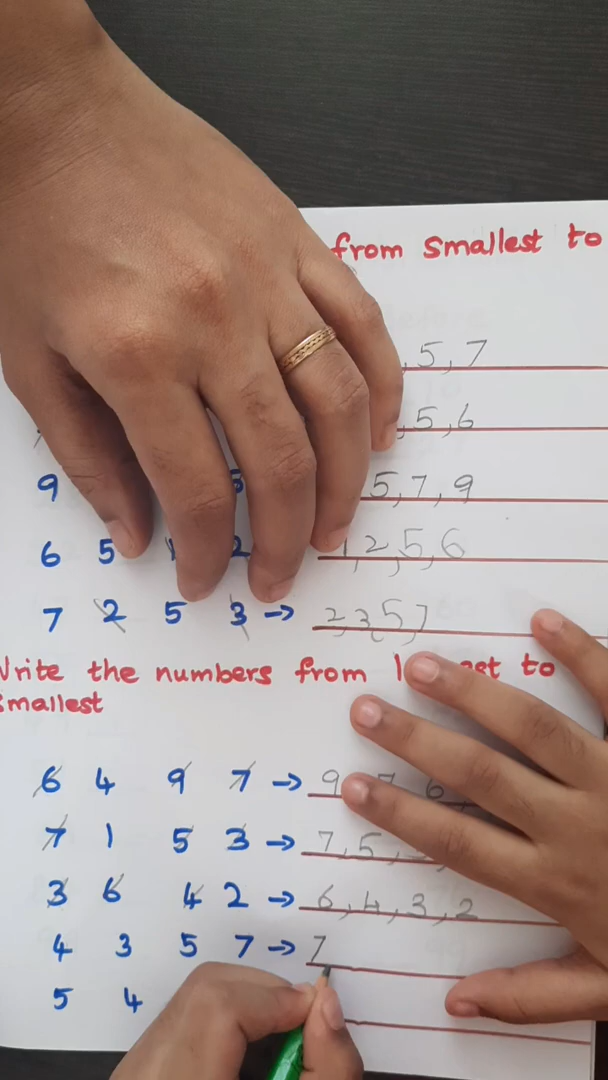 from smallest to
, 5, 7
, 5, 6
9 5, 7, 9
6 5 1 2 1, 2, 5, 6
7 2 5 3 → 2, 3, 5, 7
Write the numbers from to
smallest
6 4 9 7 → 9, 7, 6
7 1 5 3 → 7, 5,
3 6 4 2 → 6, 4, 3, 2
4 3 5 7 → 7
5 4